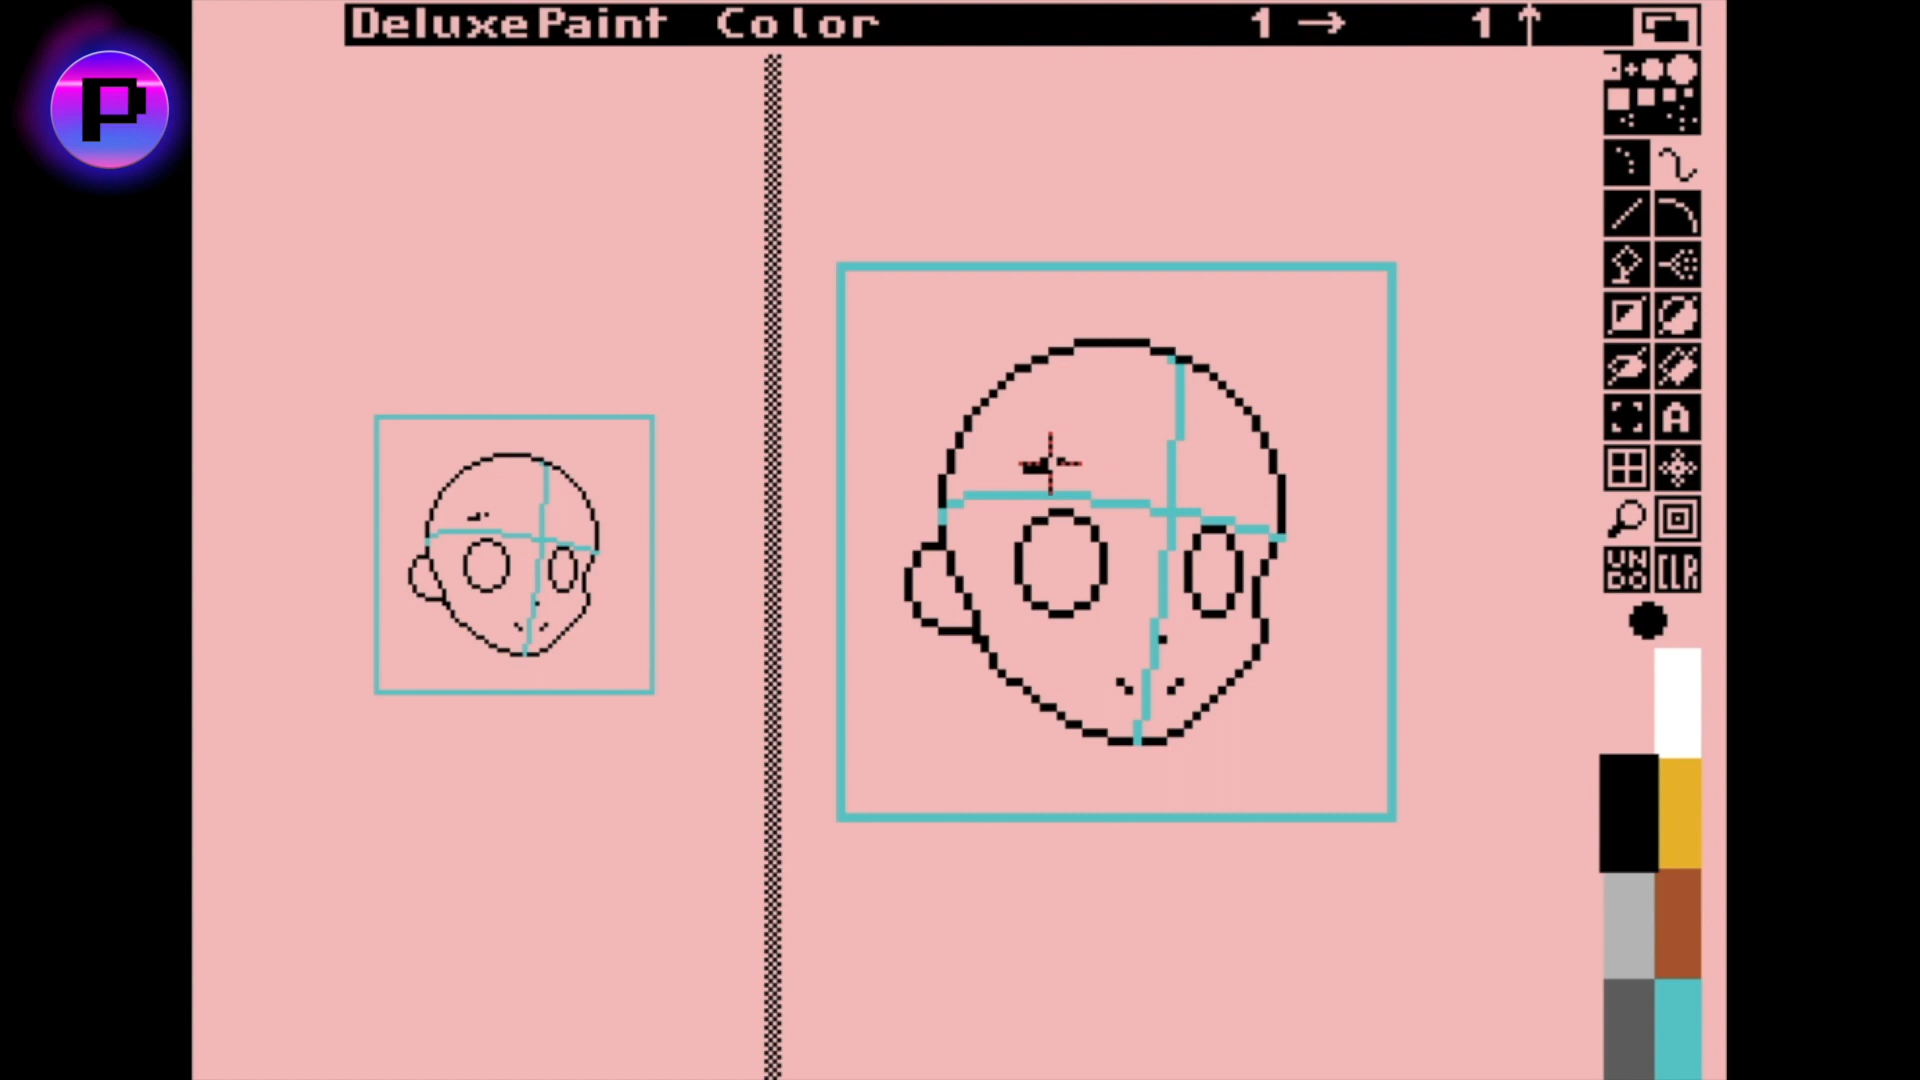 DeluxePaint Color 1 → 1 ↑
P
A
UN
DO CLR